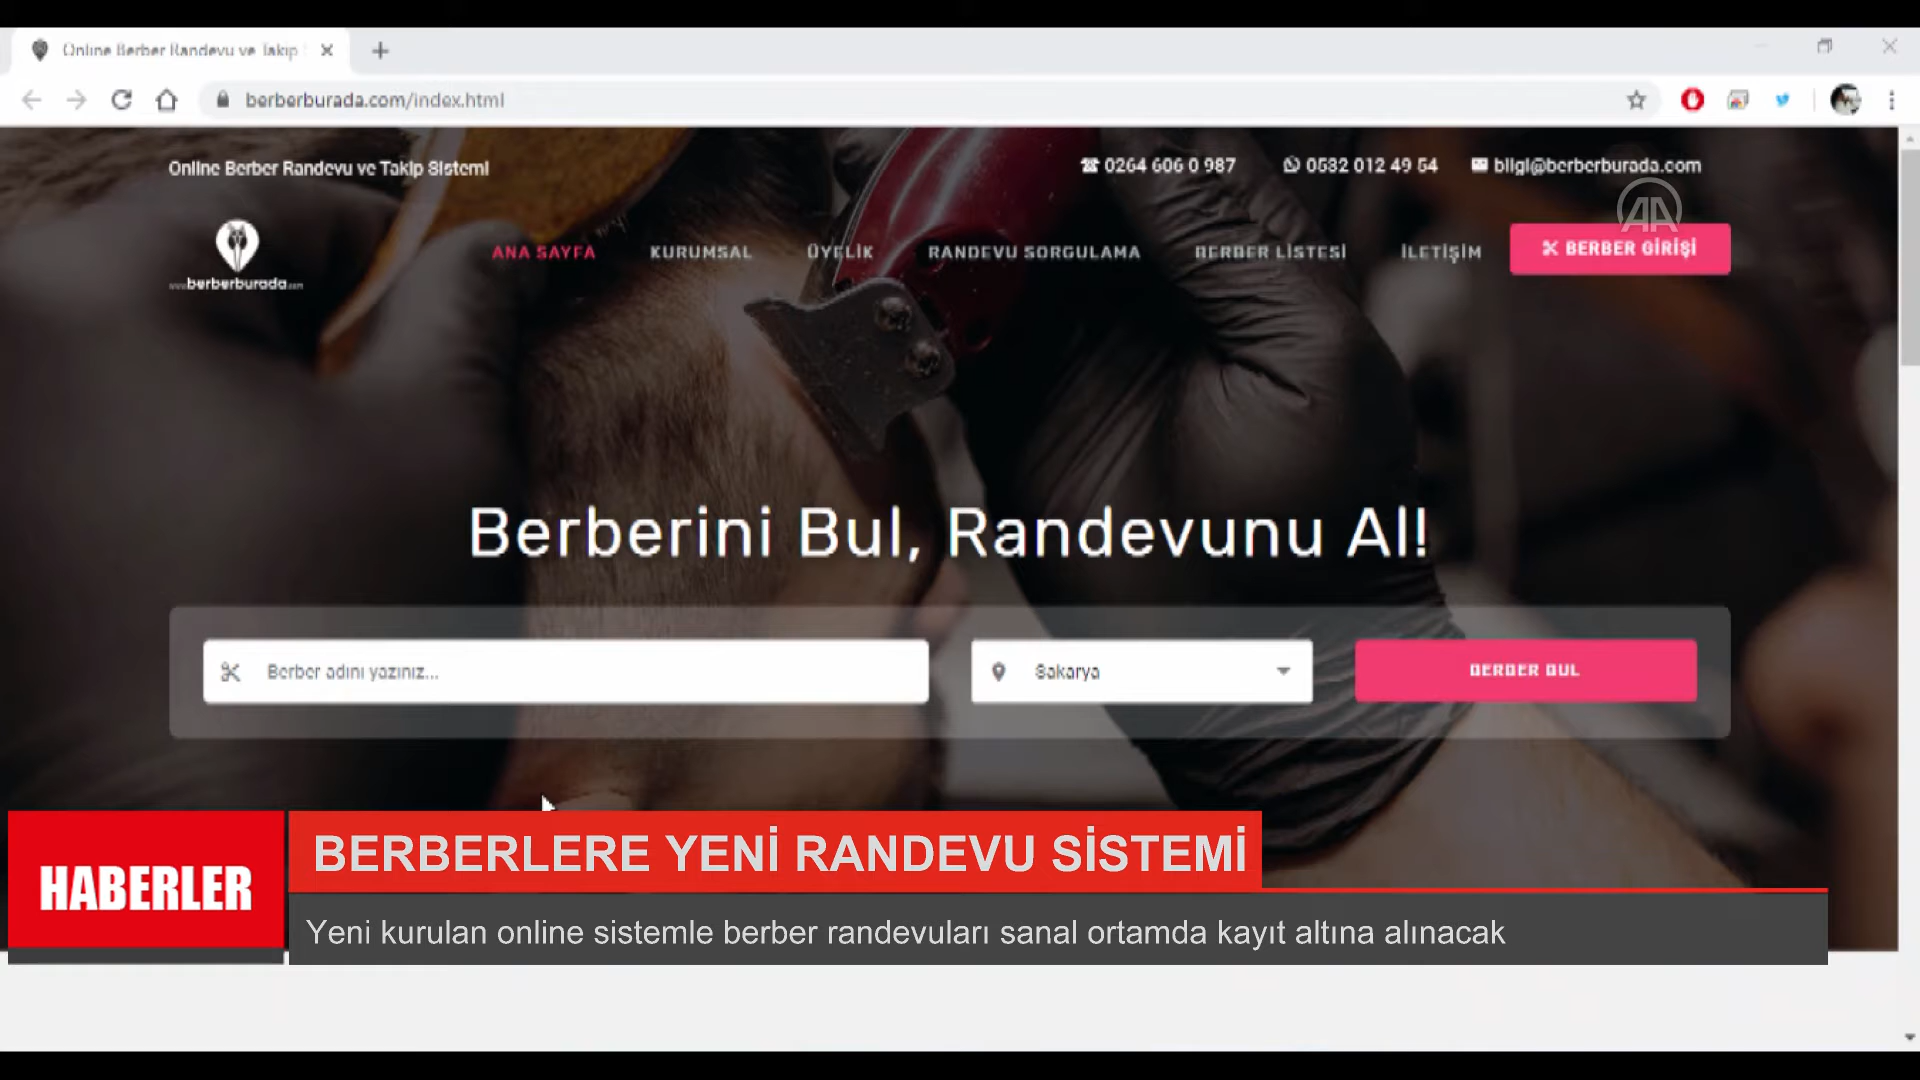 Online Berber Randevu ve Takip
berberburada.com/index.html
Online Berber Randevu ve Takip Sistemi
0264 606 0 987
0532 012 49 54
bilgi@berberburada.com
AA
www.berberburada.com
ANA SAYFA
KURUMSAL
ÜYELİK
RANDEVU SORGULAMA
BERBER LİSTESİ
İLETİŞİM
BERBER GİRİŞİ
Berberini Bul, Randevunu Al!
Berber adını yazınız...
Sakarya
BERBER BUL
HABERLER
BERBERLERE YENİ RANDEVU SİSTEMİ
Yeni kurulan online sistemle berber randevuları sanal ortamda kayıt altına alınacak